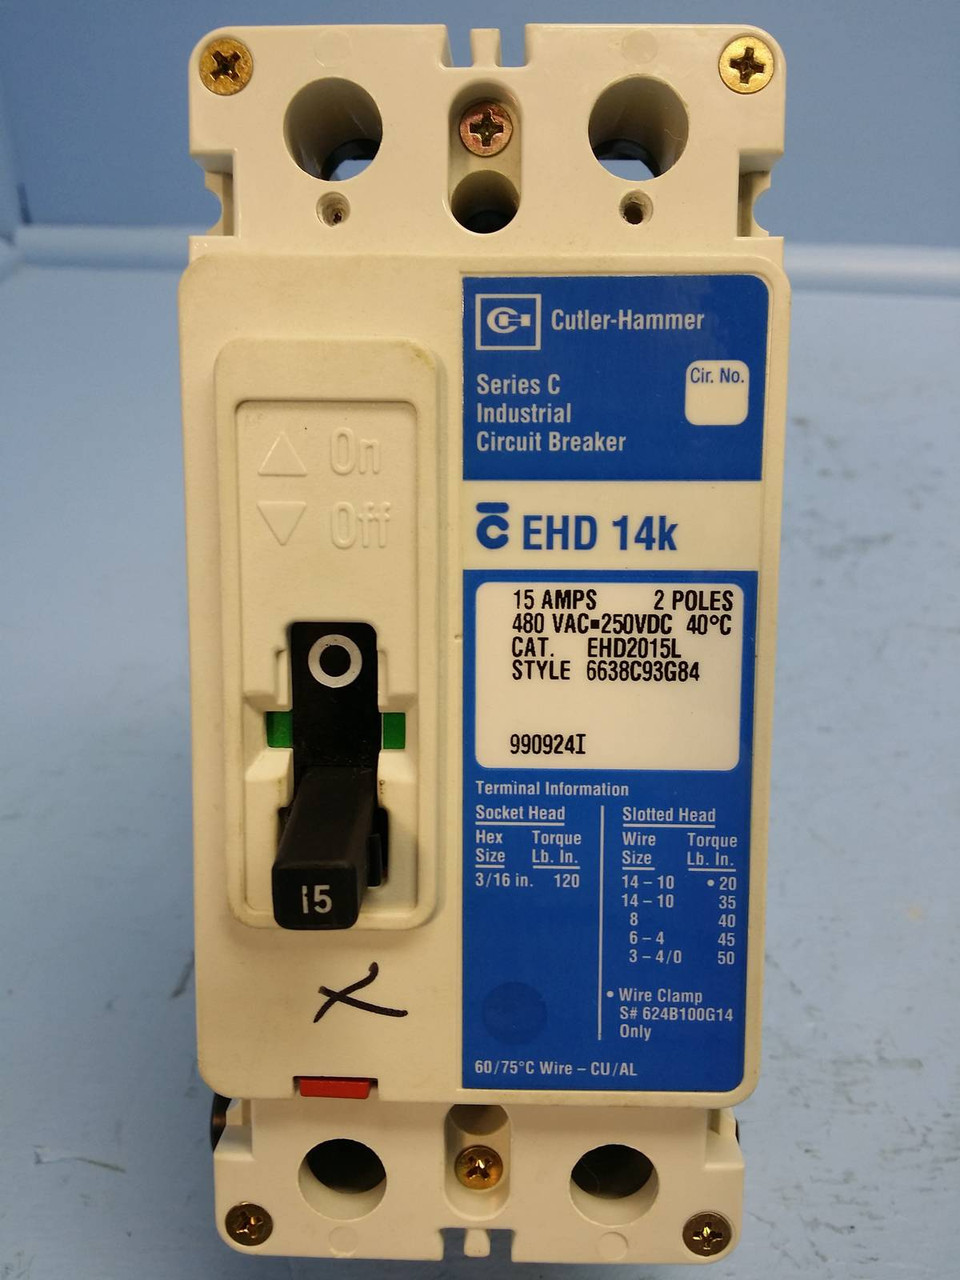 Cutler-Hammer
Cir. No.
Series C
Industrial
Circuit Breaker
On
Off
C EHD 14k
15 AMPS 2 POLES
480 VAC▪250VDC 40°C
CAT. EHD2015L
STYLE 6638C93G84
990924I
Terminal Information
Socket Head
Hex Torque
Size Lb. In.
3/16 in. 120
Slotted Head
Wire Torque
Size Lb. In.
14–10 •20
14–10 35
8 40
6–4 45
3–4/0 50
• Wire Clamp
S# 624B100G14
Only
60/75°C Wire – CU/AL
O
15
X